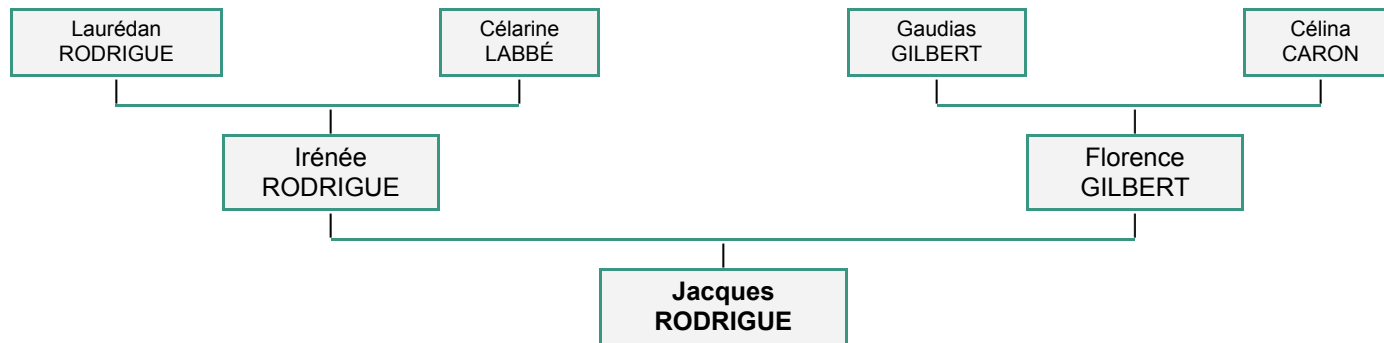 Laurédan
RODRIGUE
Célarine
LABBÉ
Gaudias
GILBERT
Célina
CARON
Irénée
RODRIGUE
Florence
GILBERT
Jacques
RODRIGUE